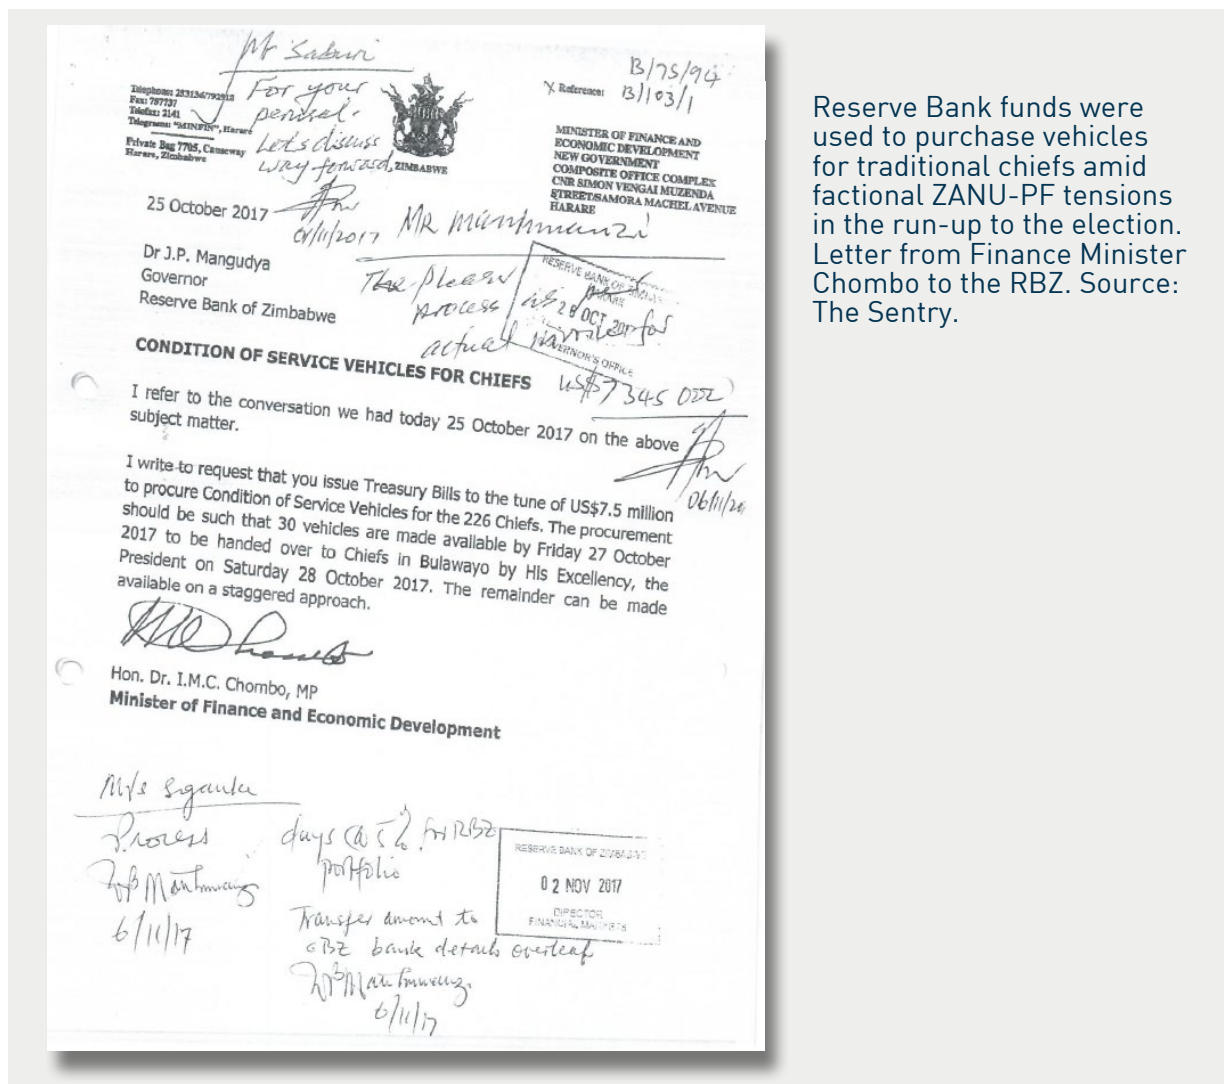 Mr Saburi
For your
perusal.
Let's discuss
way forward,
01/11/2017
Telephone: 283134/792912
Fax: 797737
Telefax: 2141
Telegrams: "MINFIN", Harare
Private Bag 7705, Causeway
Harare, Zimbabwe
ZIMBABWE
B/75/94
Reference: B/103/1
MINISTER OF FINANCE AND
ECONOMIC DEVELOPMENT
NEW GOVERNMENT
COMPOSITE OFFICE COMPLEX
CNR SIMON VENGAI MUZENDA
STREET/SAMORA MACHEL AVENUE
HARARE
25 October 2017
Dr J.P. Mangudya
Governor
Reserve Bank of Zimbabwe
MR
Please
process
actual
for
US$7345 000
06/11/20
RESERVE BANK OF
HARARE
28 OCT 2017
GOVERNOR'S OFFICE
CONDITION OF SERVICE VEHICLES FOR CHIEFS
I refer to the conversation we had today 25 October 2017 on the above
subject matter.
I write to request that you issue Treasury Bills to the tune of US$7.5 million
to procure Condition of Service Vehicles for the 226 Chiefs. The procurement
should be such that 30 vehicles are made available by Friday 27 October
2017 to be handed over to Chiefs in Bulawayo by His Excellency, the
President on Saturday 28 October 2017. The remainder can be made
available on a staggered approach.
Hon. Dr. I.M.C. Chombo, MP
Minister of Finance and Economic Development
Process
6/11/17
days @ 5% for RBZ
portfolio
Transfer amount to
bank details overleaf
6/11/17
RESERVE BANK OF ZIMBABWE
02 NOV 2017
DIRECTOR
FINANCIAL MARKETS
Reserve Bank funds were
used to purchase vehicles
for traditional chiefs amid
factional ZANU-PF tensions
in the run-up to the election.
Letter from Finance Minister
Chombo to the RBZ. Source:
The Sentry.